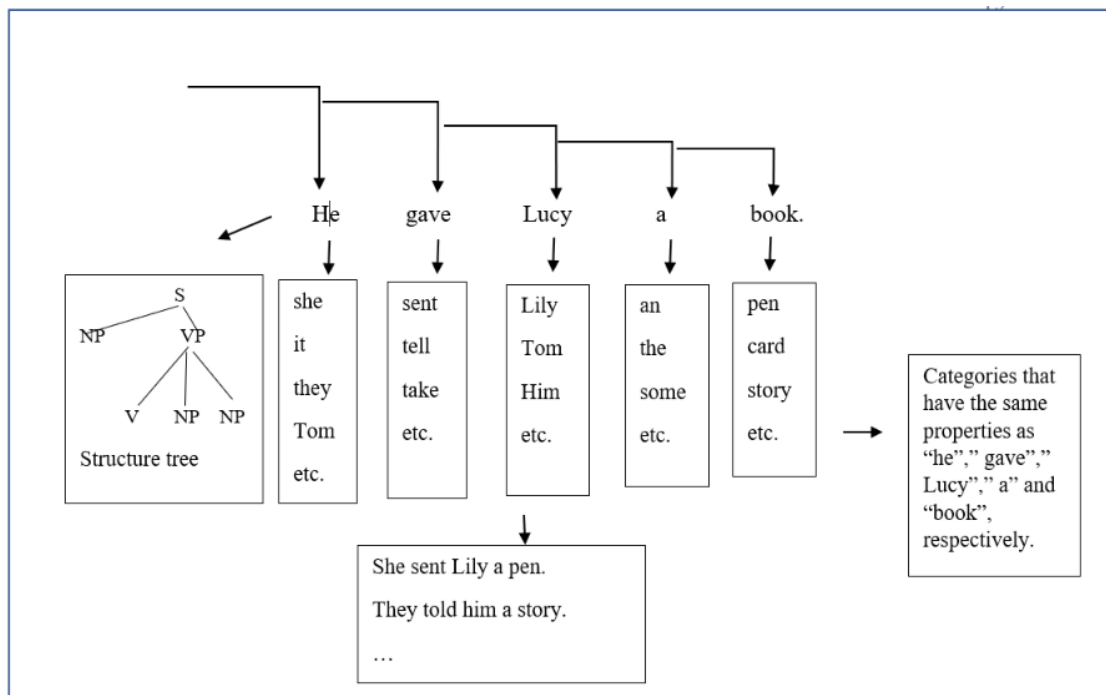 He gave Lucy a book.
S
NP VP
V NP NP
Structure tree
she
it
they
Tom
etc.
sent
tell
take
etc.
Lily
Tom
Him
etc.
an
the
some
etc.
pen
card
story
etc.
Categories that
have the same
properties as
“he”,” gave”,”
Lucy”,” a” and
“book”,
respectively.
She sent Lily a pen.
They told him a story.
…